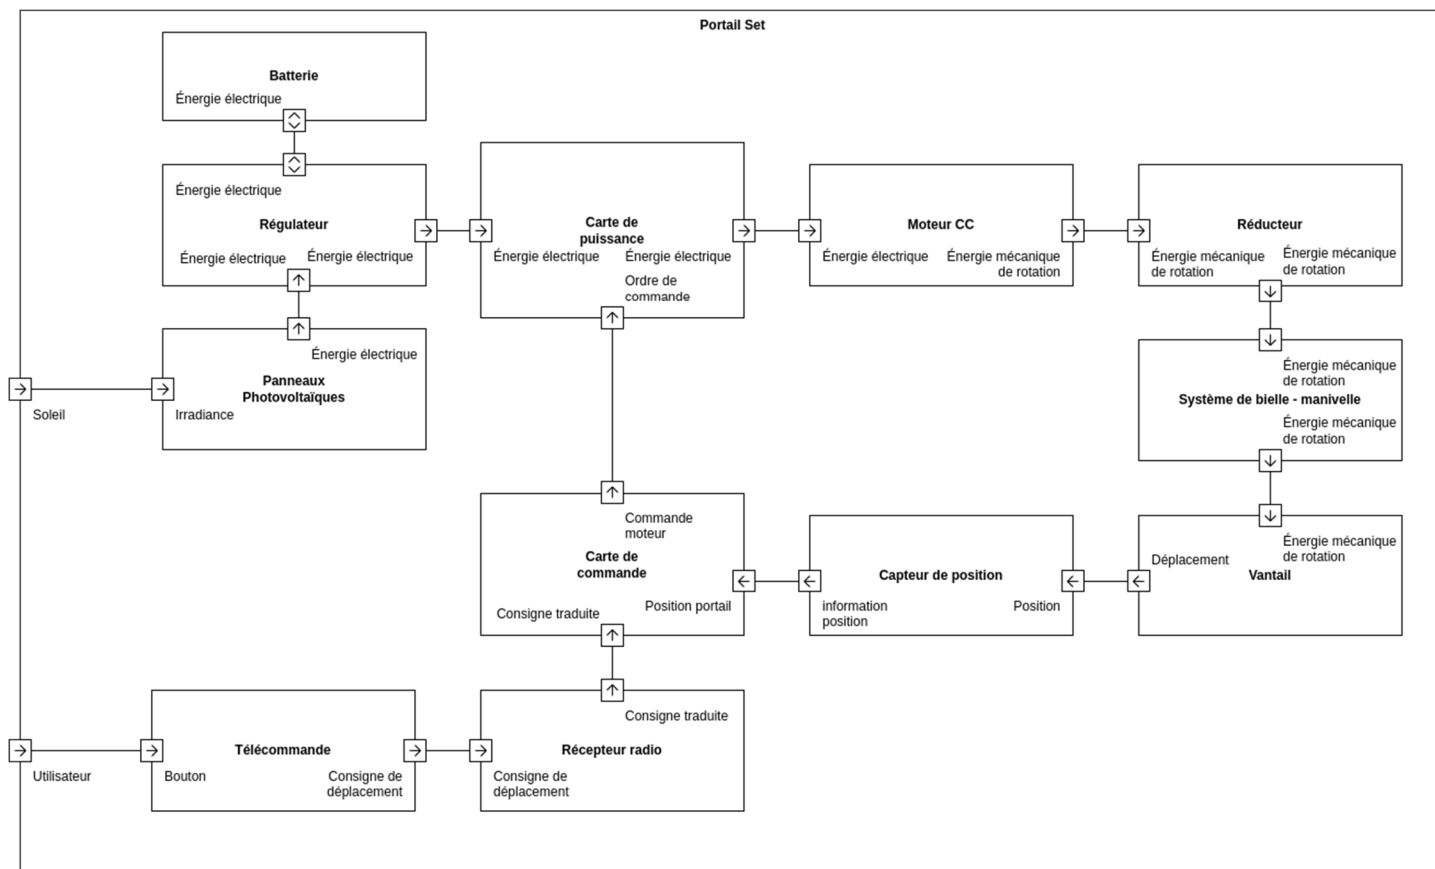 Portail Set
Batterie
Énergie électrique
Énergie électrique
Régulateur
Énergie électrique
Énergie électrique
Carte de
puissance
Énergie électrique
Énergie électrique
Ordre de
commande
Moteur CC
Énergie électrique
Énergie mécanique
de rotation
Réducteur
Énergie mécanique
de rotation
Énergie mécanique
de rotation
Énergie électrique
Panneaux
Photovoltaïques
Soleil
Irradiance
Énergie mécanique
de rotation
Système de bielle - manivelle
Énergie mécanique
de rotation
Commande
moteur
Carte de
commande
Consigne traduite
Position portail
Capteur de position
information
position
Position
Déplacement
Énergie mécanique
de rotation
Vantail
Télécommande
Utilisateur
Bouton
Consigne de
déplacement
Consigne traduite
Récepteur radio
Consigne de
déplacement